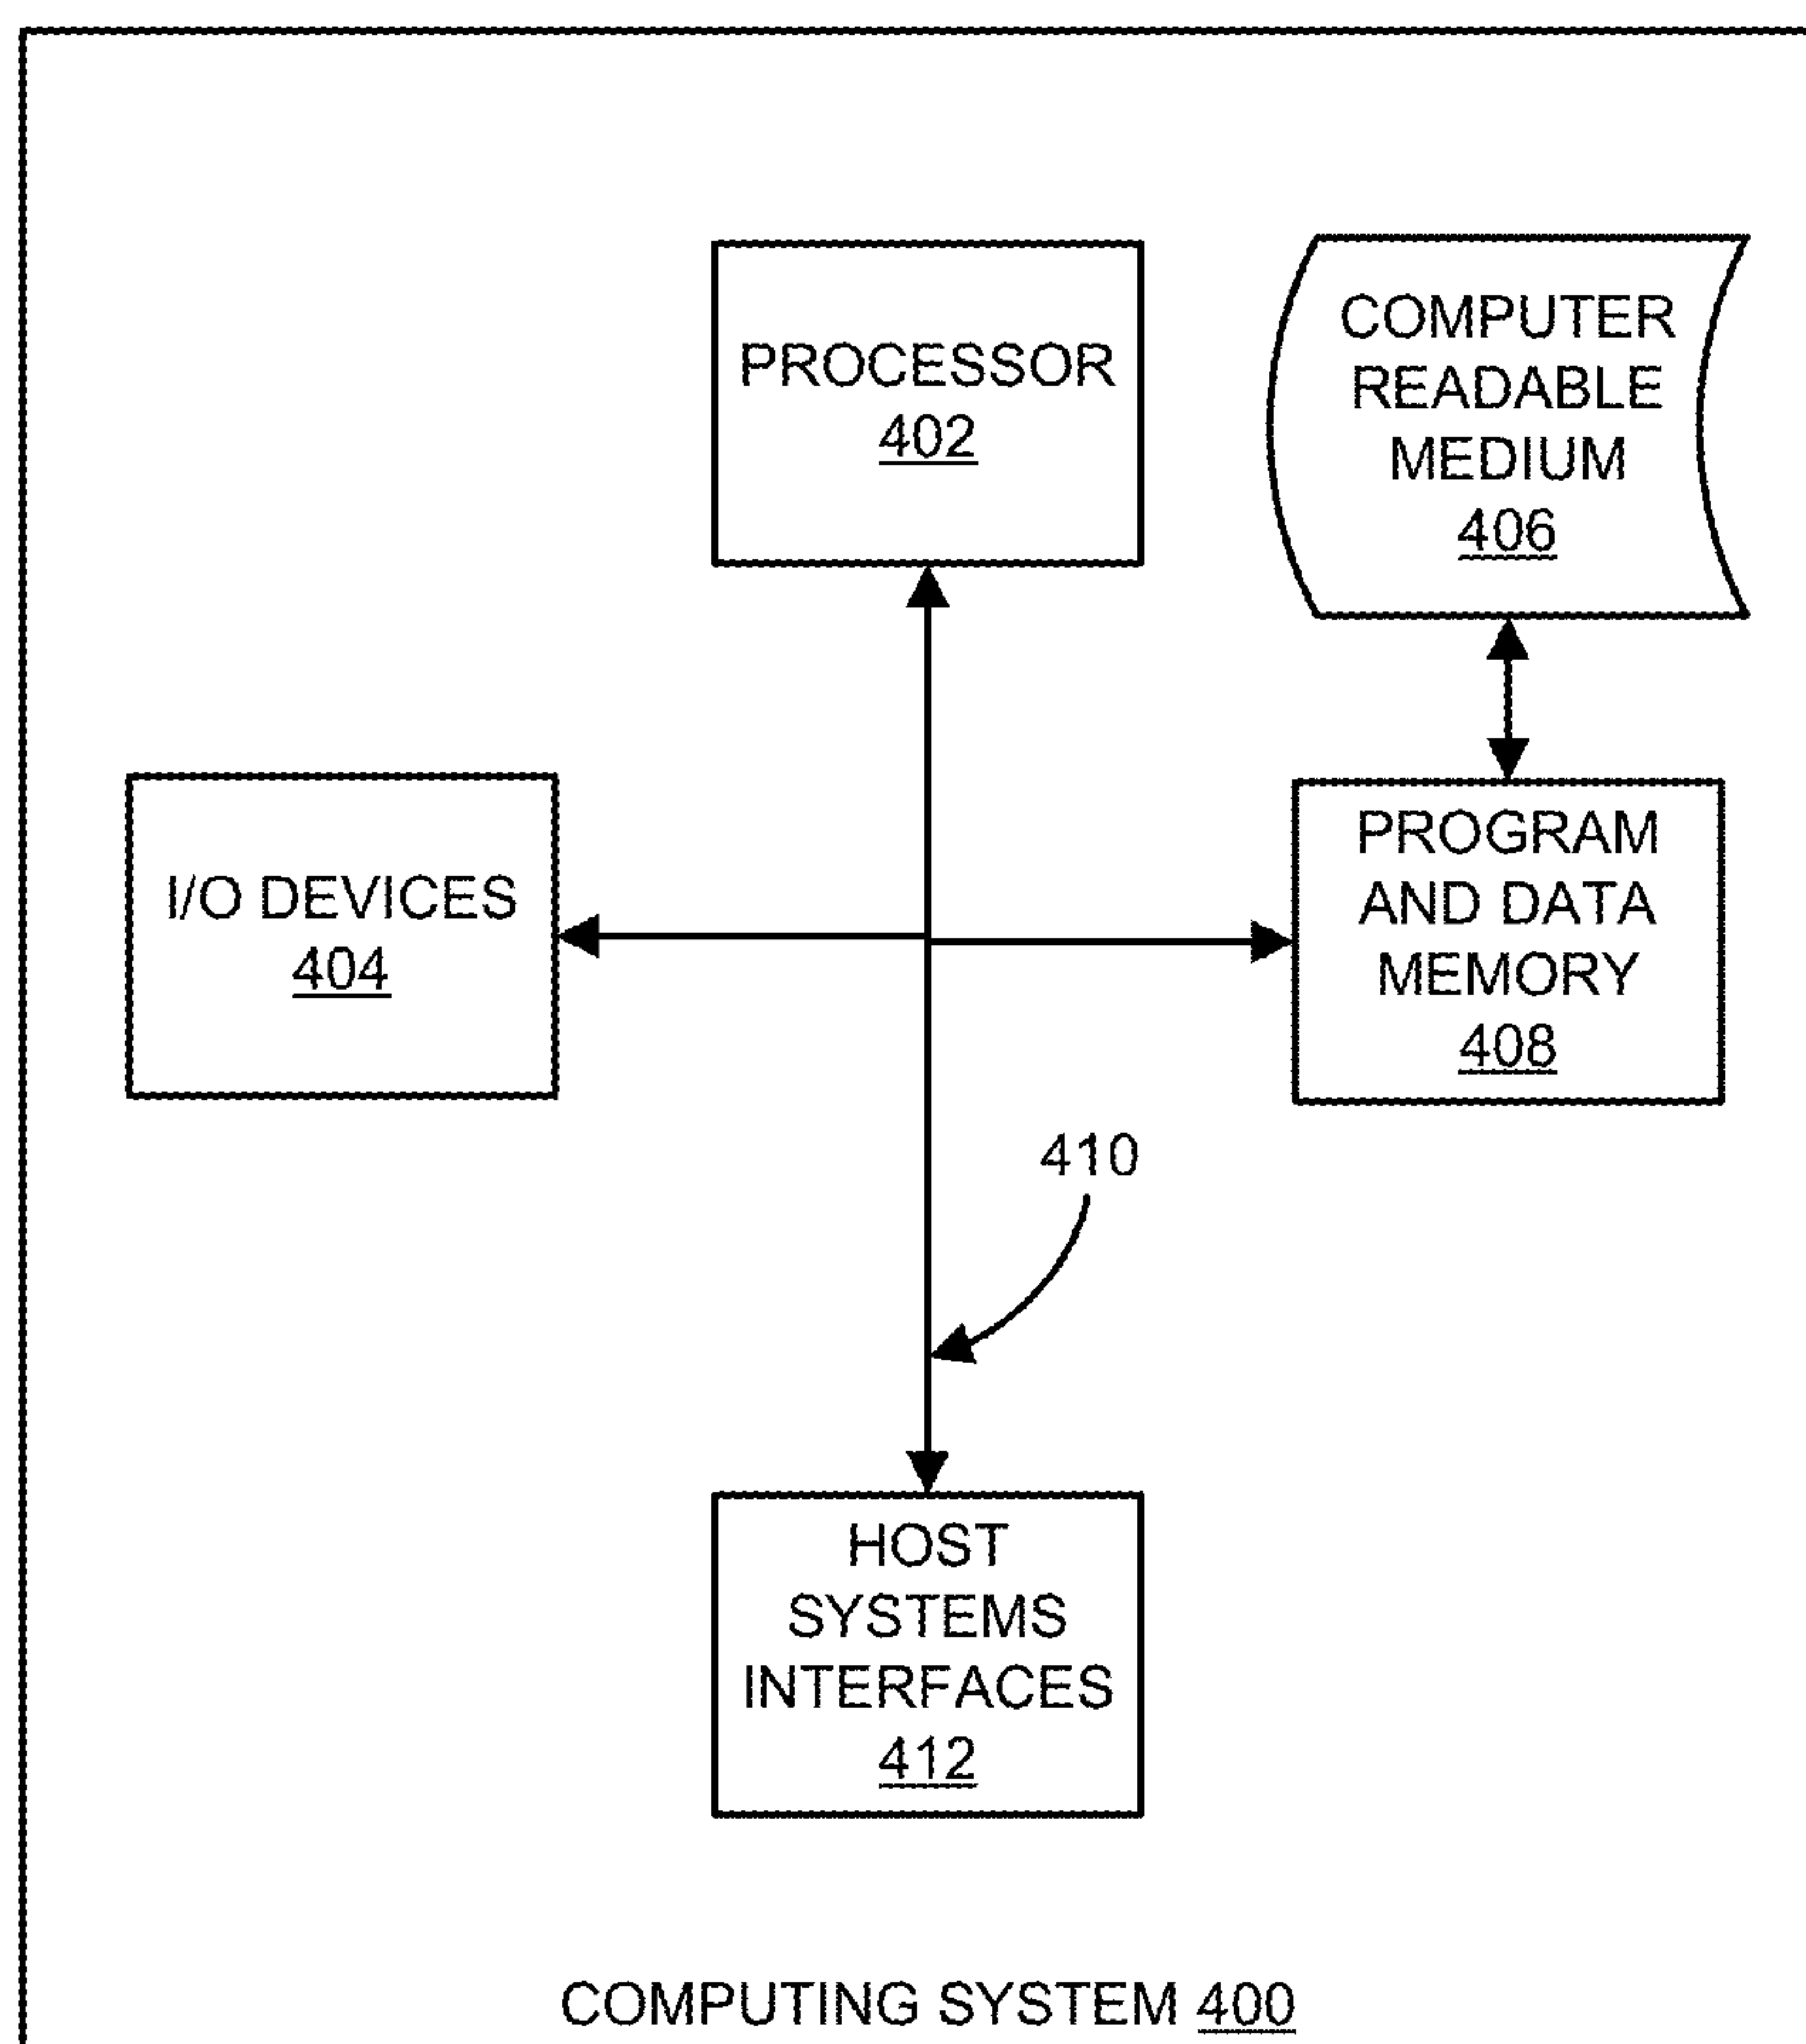 PROCESSOR
402
COMPUTER
READABLE
MEDIUM
406
I/O DEVICES
404
PROGRAM
AND DATA
MEMORY
408
410
HOST
SYSTEMS
INTERFACES
412
COMPUTING SYSTEM 400